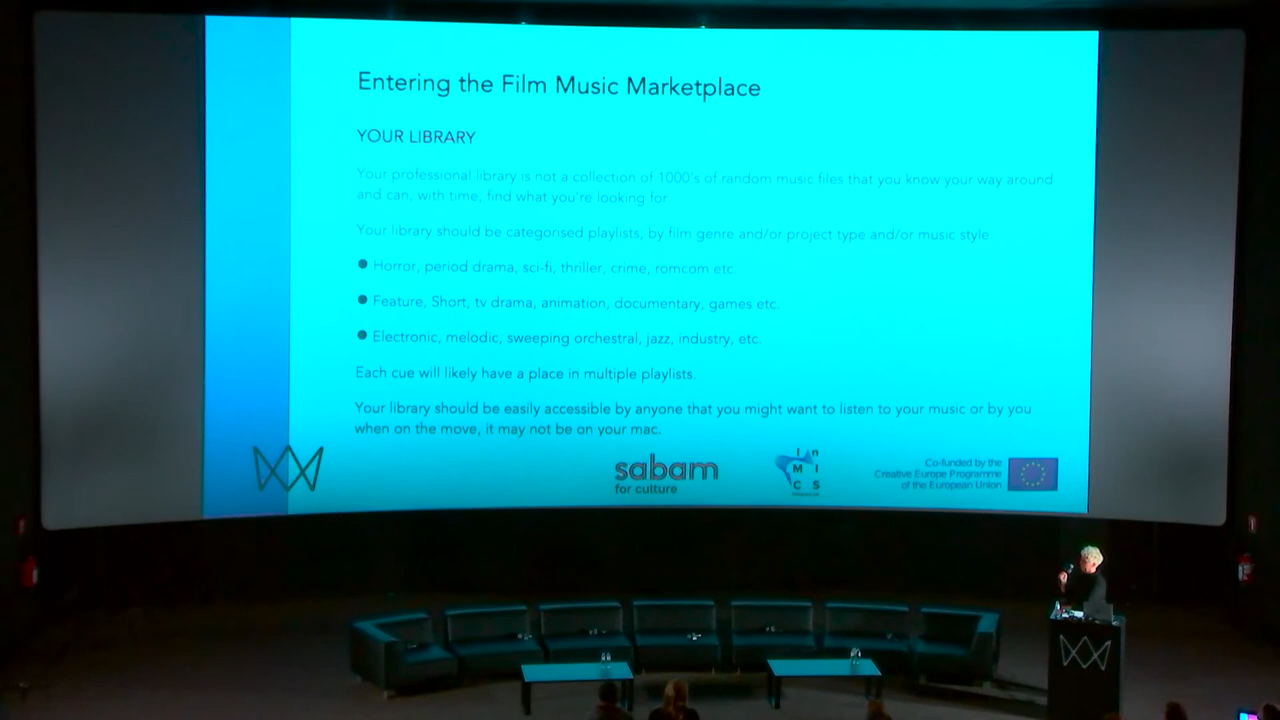 Entering the Film Music Marketplace
YOUR LIBRARY
Your professional library is not a collection of 1000's of random music files that you know your way around
and can, with time, find what you're looking for
Your library should be categorised playlists, by film genre and/or project type and/or music style
● Horror, period drama, sci-fi, thriller, crime, romcom etc.
● Feature, Short, tv drama, animation, documentary, games etc.
● Electronic, melodic, sweeping orchestral, jazz, industry, etc.
Each cue will likely have a place in multiple playlists.
Your library should be easily accessible by anyone that you might want to listen to your music or by you
when on the move, it may not be on your mac.
sabam
for culture
I n
M I
C S
Co-funded by the
Creative Europe Programme
of the European Union